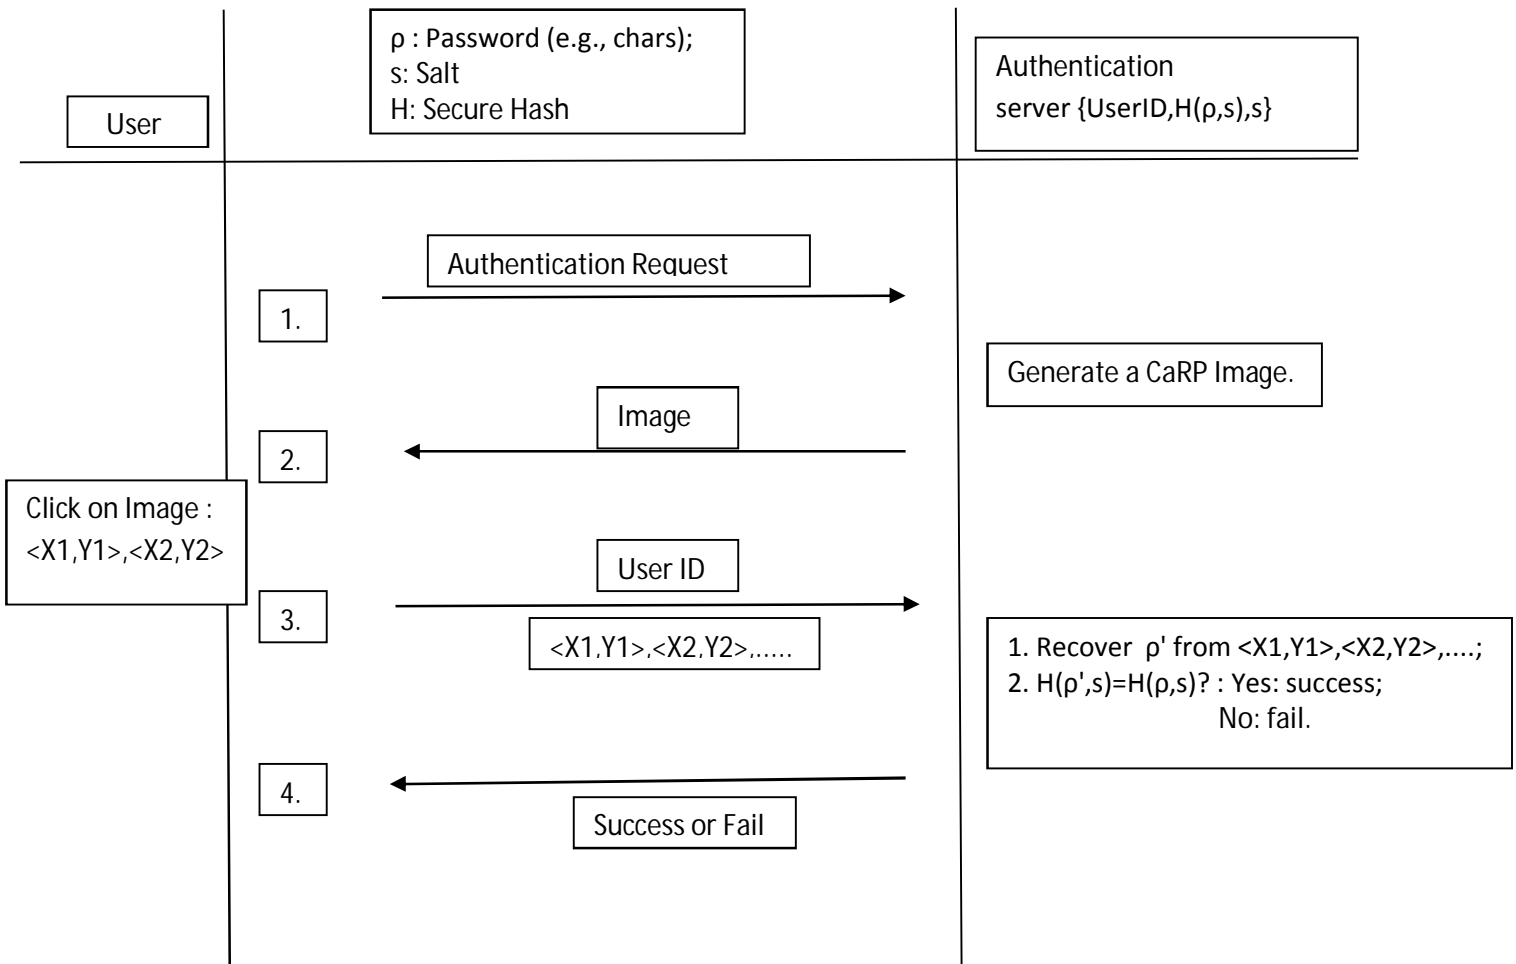 User
ρ : Password (e.g., chars);
s: Salt
H: Secure Hash
Authentication
server {UserID,H(ρ,s),s}
Authentication Request
1.
Generate a CaRP Image.
Image
2.
Click on Image :
<X1,Y1>,<X2,Y2>
User ID
3.
<X1,Y1>,<X2,Y2>,.....
1. Recover ρ' from <X1,Y1>,<X2,Y2>,....;
2. H(ρ',s)=H(ρ,s)? : Yes: success;
No: fail.
4.
Success or Fail